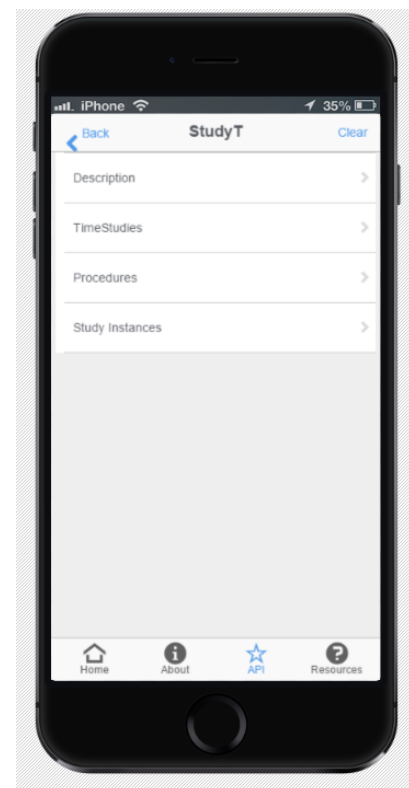 iPhone 35%
Back StudyT Clear
Description
TimeStudies
Procedures
Study Instances
Home About API Resources